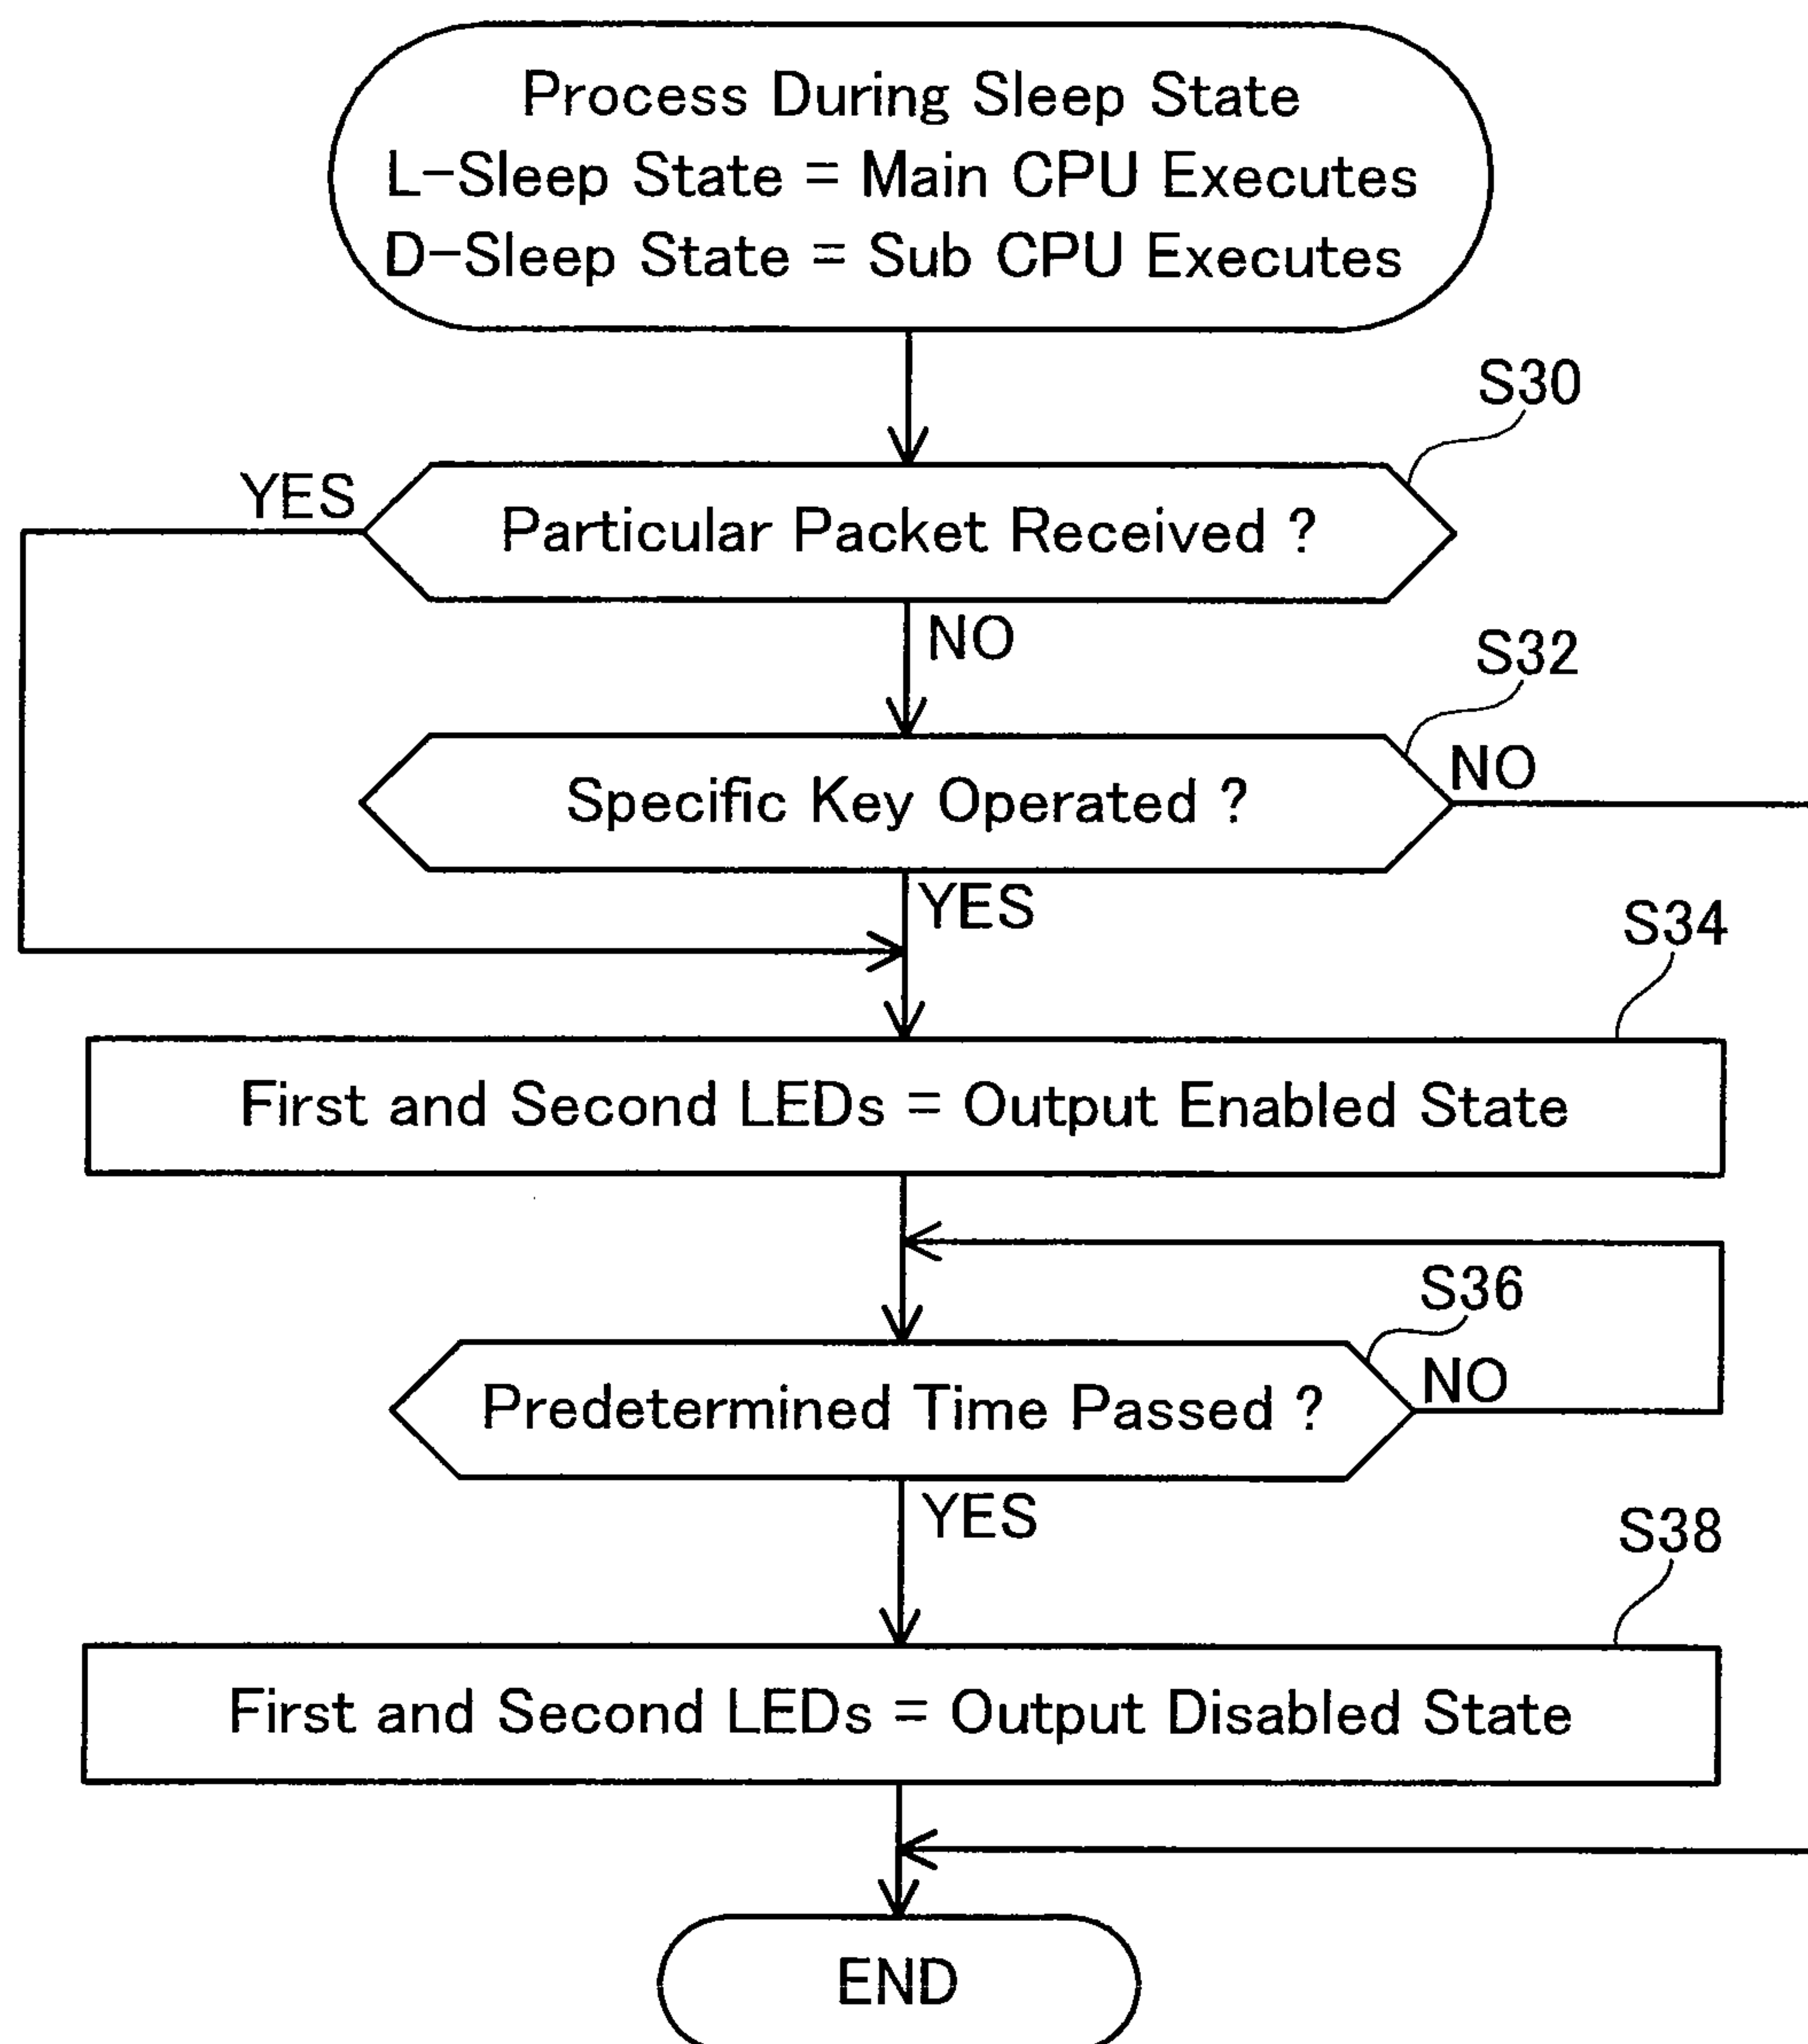 Process During Sleep State
L-Sleep State = Main CPU Executes
D-Sleep State = Sub CPU Executes
S30
YES
Particular Packet Received ?
NO
S32
Specific Key Operated ?
NO
YES
S34
First and Second LEDs = Output Enabled State
S36
Predetermined Time Passed ?
NO
YES
S38
First and Second LEDs = Output Disabled State
END